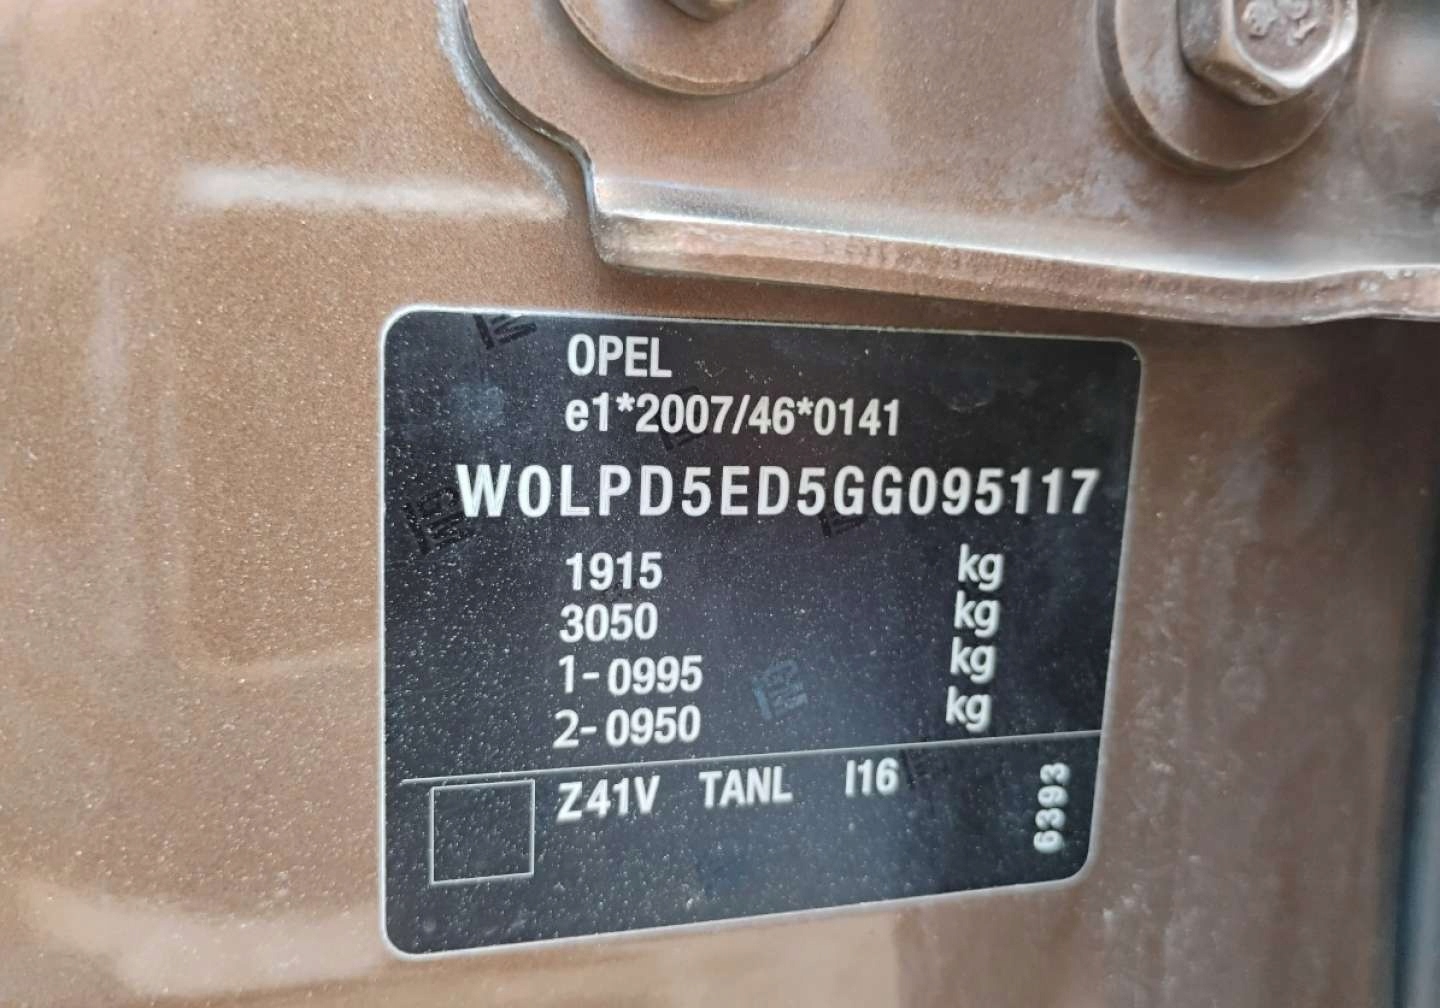 OPEL
e1*2007/46*0141
W0LPD5ED5GG095117
1915 kg
3050 kg
1-0995 kg
2-0950 kg
Z41V TANL I16
6393